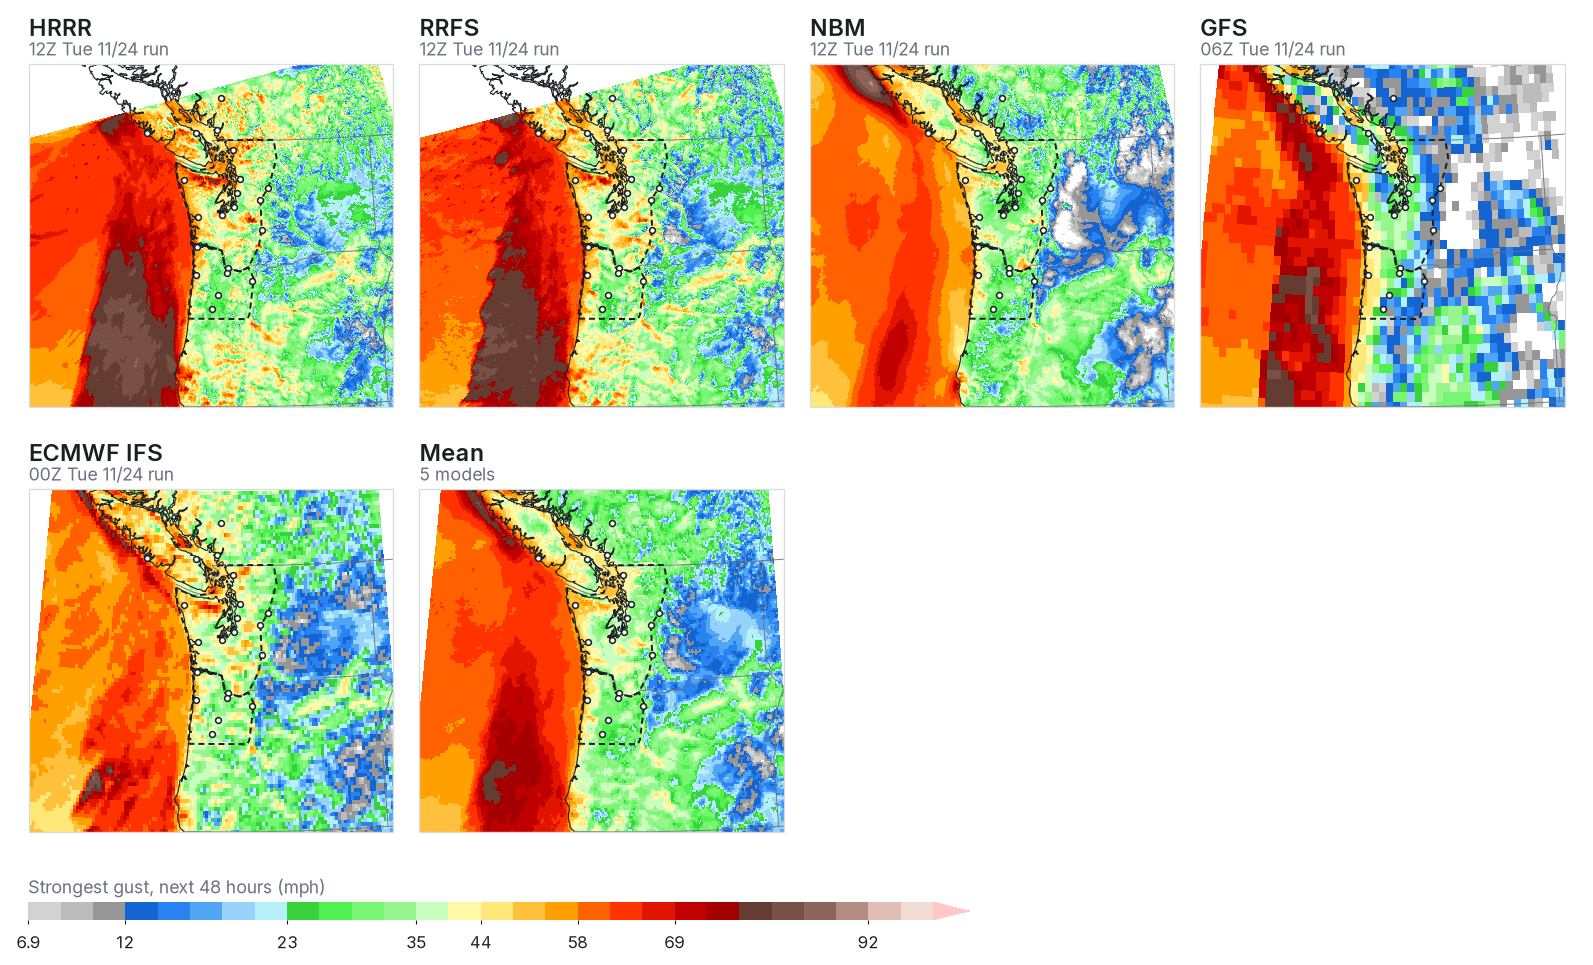 HRRR
12Z Tue 11/24 run
RRFS
12Z Tue 11/24 run
NBM
12Z Tue 11/24 run
GFS
06Z Tue 11/24 run
ECMWF IFS
00Z Tue 11/24 run
Mean
5 models
Strongest gust, next 48 hours (mph)
6.9 12 23 35 44 58 69 92